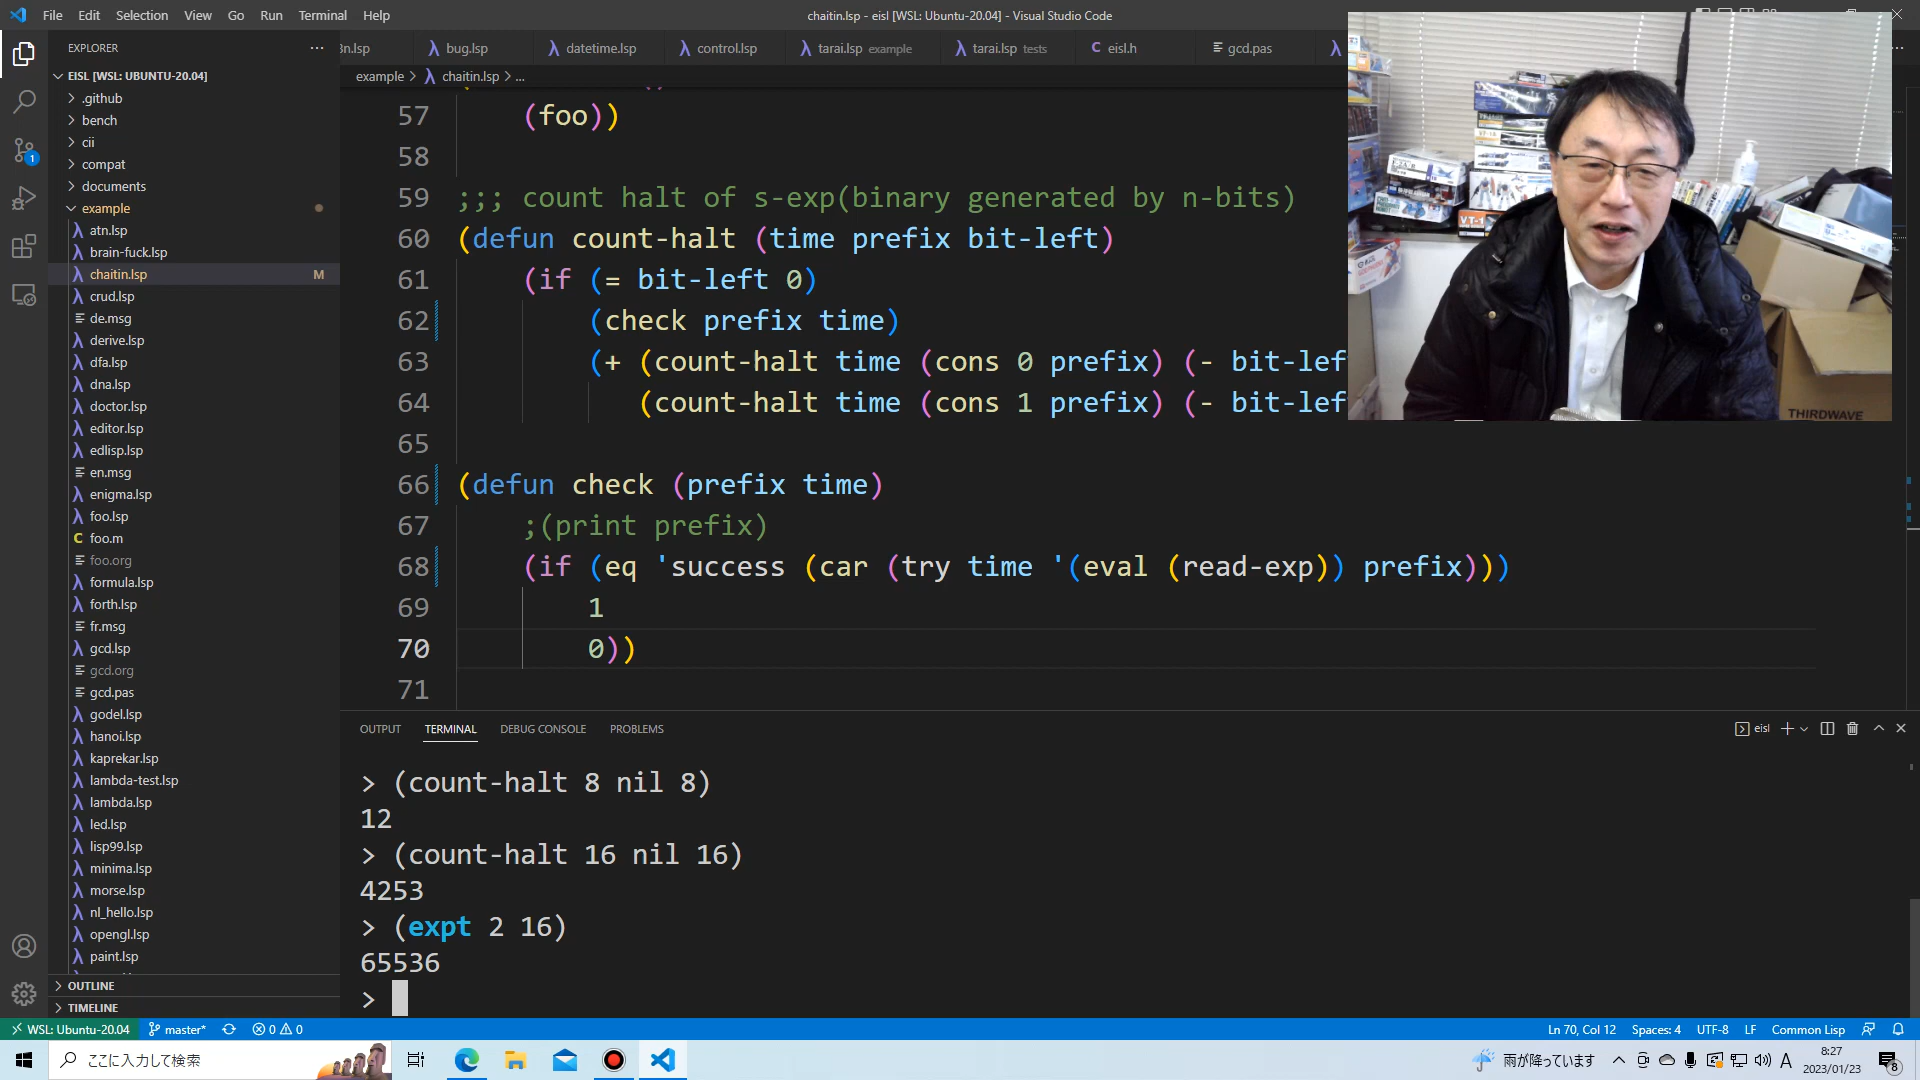 File Edit Selection View Go Run Terminal Help
chaitin.lsp - eisl [WSL: Ubuntu-20.04] - Visual Studio Code
EXPLORER
EISL [WSL: UBUNTU-20.04]
.github
bench
cii
compat
documents
example
atn.lsp
brain-fuck.lsp
chaitin.lsp M
crud.lsp
de.msg
derive.lsp
dfa.lsp
dna.lsp
doctor.lsp
editor.lsp
edlisp.lsp
en.msg
enigma.lsp
foo.lsp
foo.m
foo.org
formula.lsp
forth.lsp
fr.msg
gcd.lsp
gcd.org
gcd.pas
godel.lsp
hanoi.lsp
kaprekar.lsp
lambda-test.lsp
lambda.lsp
led.lsp
lisp99.lsp
minima.lsp
morse.lsp
nl_hello.lsp
opengl.lsp
paint.lsp
OUTLINE
TIMELINE
n.lsp bug.lsp datetime.lsp control.lsp tarai.lsp example tarai.lsp tests eisl.h gcd.pas
example > chaitin.lsp > ...
57 (foo))
58
59 ;;; count halt of s-exp(binary generated by n-bits)
60 (defun count-halt (time prefix bit-left)
61 (if (= bit-left 0)
62 (check prefix time)
63 (+ (count-halt time (cons 0 prefix) (- bit-lef
64 (count-halt time (cons 1 prefix) (- bit-lef
65
66 (defun check (prefix time)
67 ;(print prefix)
68 (if (eq 'success (car (try time '(eval (read-exp)) prefix)))
69 1
70 0))
71
THIRDWAVE
OUTPUT TERMINAL DEBUG CONSOLE PROBLEMS
eisl
> (count-halt 8 nil 8)
12
> (count-halt 16 nil 16)
4253
> (expt 2 16)
65536
>
WSL: Ubuntu-20.04 master* 0 0
Ln 70, Col 12 Spaces: 4 UTF-8 LF Common Lisp
ここに入力して検索
雨が降っています A 8:27
2023/01/23
8